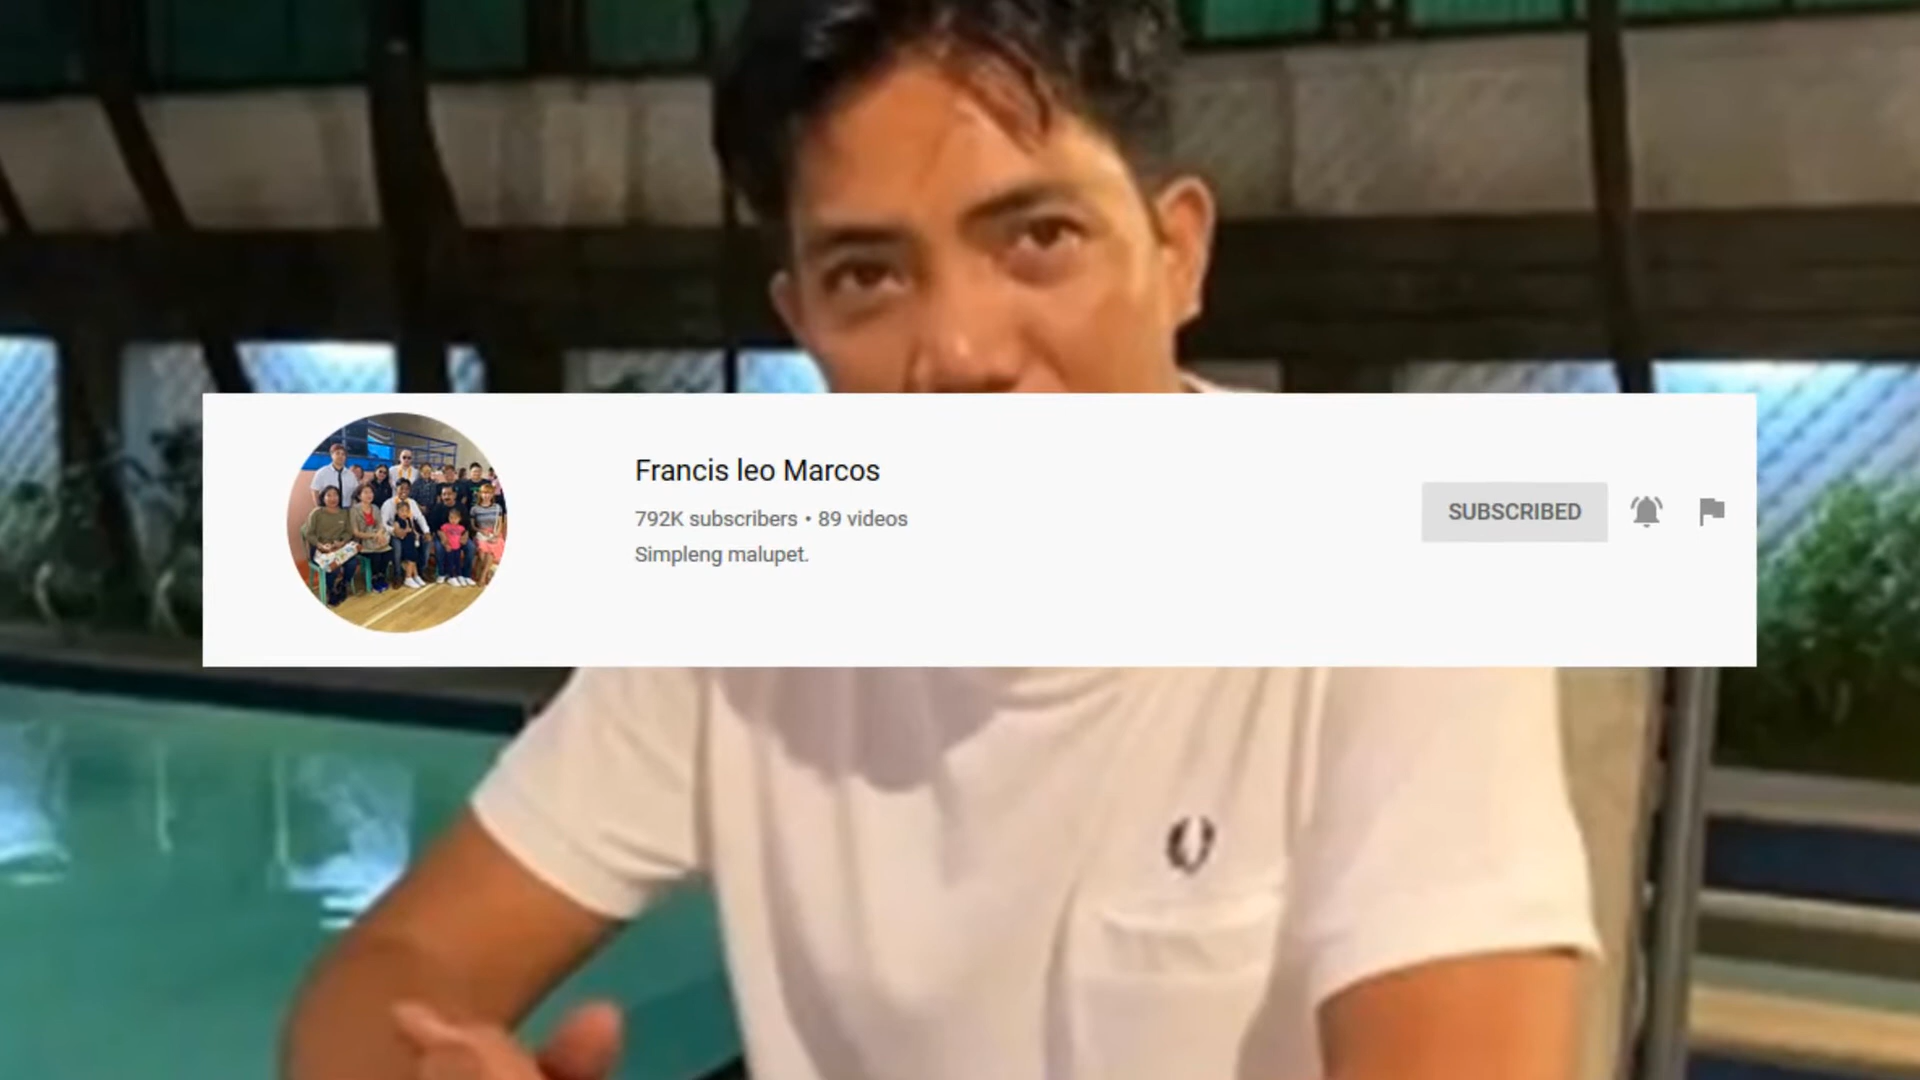 Francis leo Marcos
792K subscribers • 89 videos
Simpleng malupet.
SUBSCRIBED